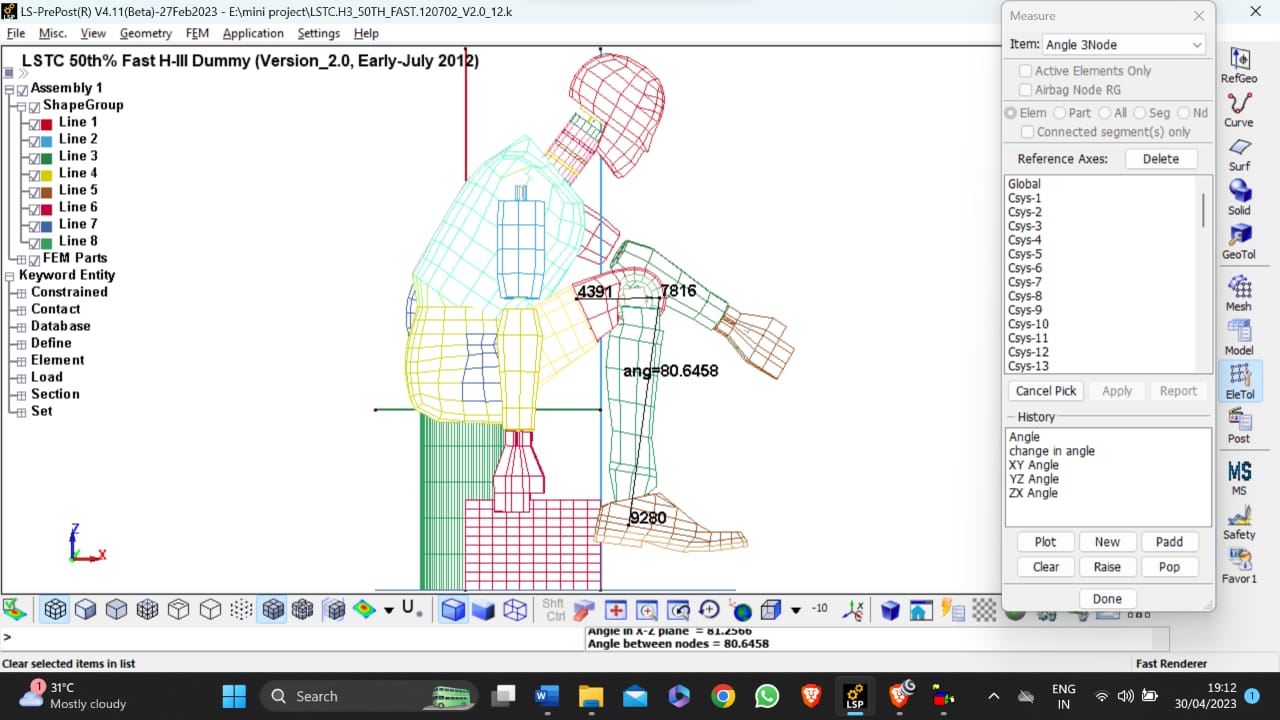 LS-PrePost(R) V4.11(Beta)-27Feb2023 - E:\mini project\LSTC.H3_50TH_FAST.120702_V2.0_12.k
File Misc. View Geometry FEM Application Settings Help
LSTC 50th% Fast H-III Dummy (Version_2.0, Early-July 2012)
Assembly 1
ShapeGroup
Line 1
Line 2
Line 3
Line 4
Line 5
Line 6
Line 7
Line 8
FEM Parts
Keyword Entity
Constrained
Contact
Database
Define
Element
Load
Section
Set
4391
7816
ang=80.6458
9280
Z
X
Measure
Item: Angle 3Node
Active Elements Only
Airbag Node RG
Elem Part All Seg Nd
Connected segment(s) only
Reference Axes: Delete
Global
Csys-1
Csys-2
Csys-3
Csys-4
Csys-5
Csys-6
Csys-7
Csys-8
Csys-9
Csys-10
Csys-11
Csys-12
Csys-13
Cancel Pick Apply Report
History
Angle
change in angle
XY Angle
YZ Angle
ZX Angle
Plot New Padd
Clear Raise Pop
Done
RefGeo
Curve
Surf
Solid
GeoTol
Mesh
Model
EleTol
Post
MS
MS
Safety
Favor1
U.
Shft
Ctrl
-10
>
Angle in X-Z plane = 81.2566
Angle between nodes = 80.6458
Clear selected items in list
Fast Renderer
1
31°C
Mostly cloudy
Search
LSP
ENG
IN
19:12
30/04/2023
1